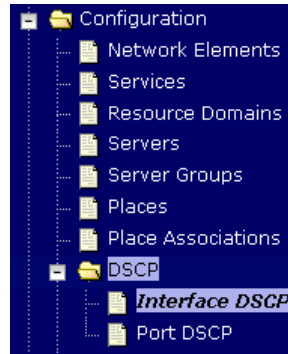 Configuration
Network Elements
Services
Resource Domains
Servers
Server Groups
Places
Place Associations
DSCP
Interface DSCP
Port DSCP